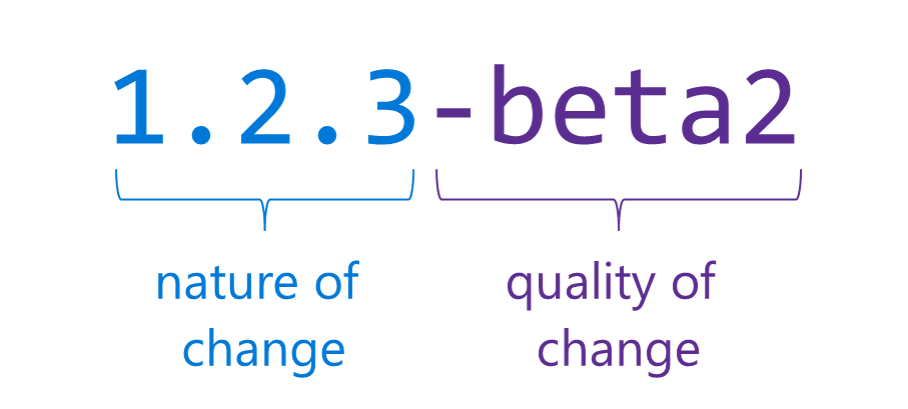 1.2.3-beta2
nature of quality of
change change